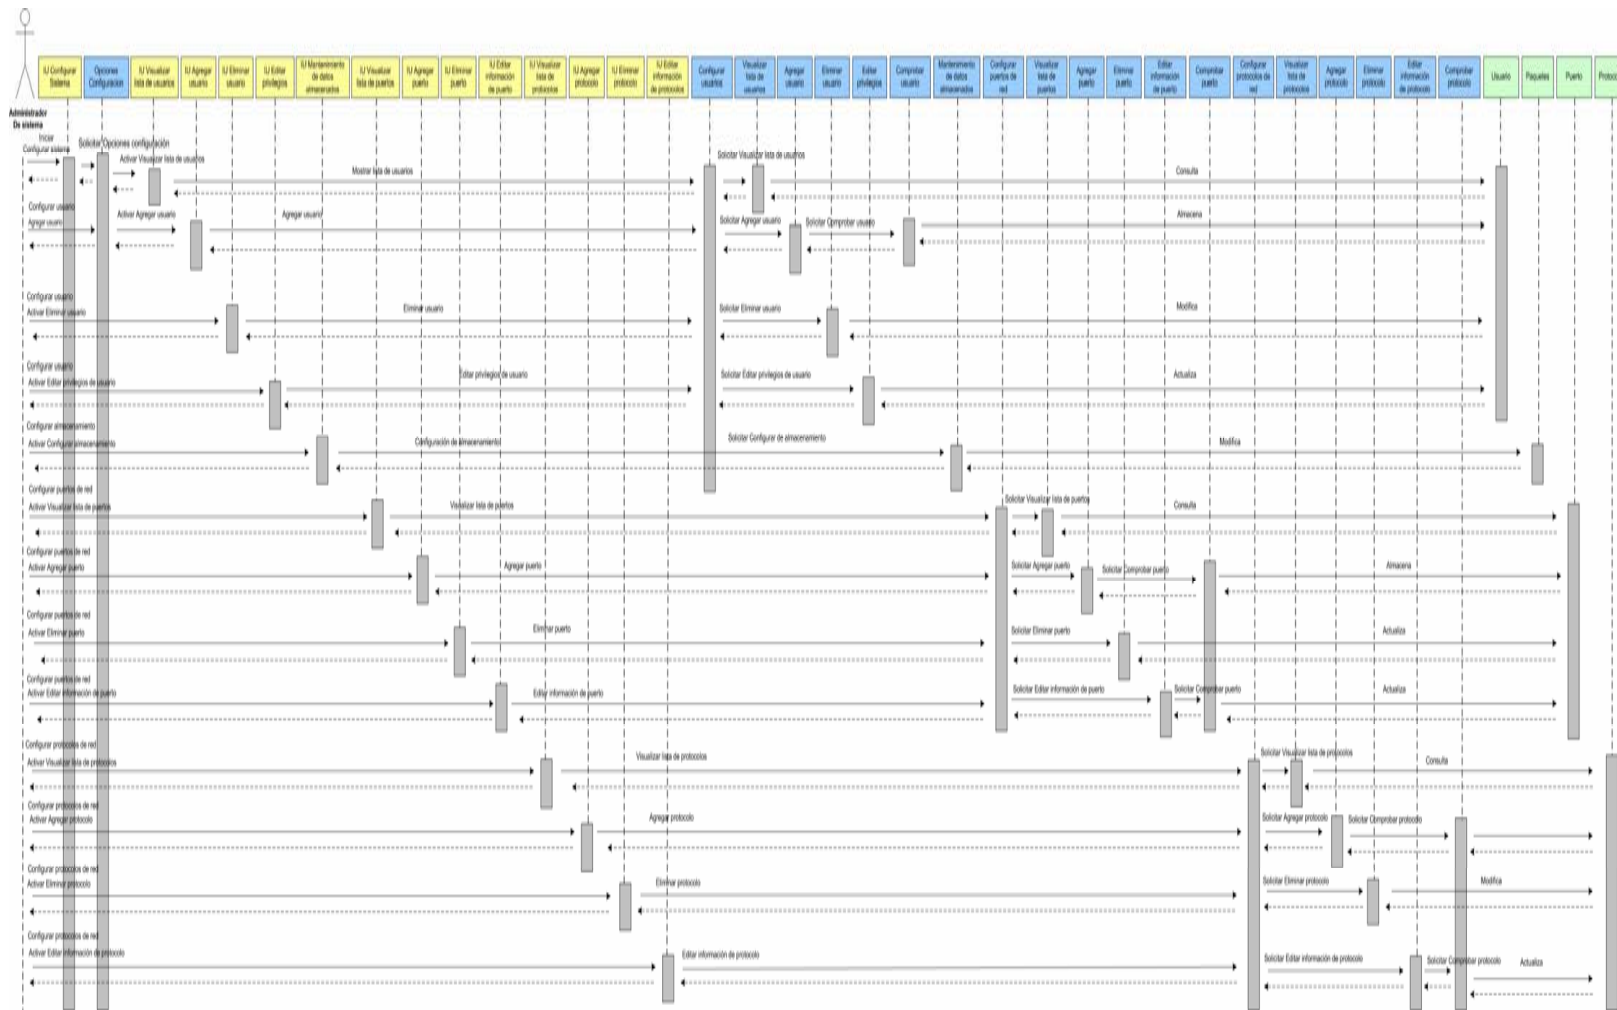 IU Configurar
Sistema
Opciones
Configuracion
IU Visualizar
lista de usuarios
IU Agregar
usuario
IU Eliminar
usuario
IU Editar
privilegios
IU Mantenimiento
de datos
almacenados
IU Visualizar
lista de puertos
IU Agregar
puerto
IU Eliminar
puerto
IU Editar
información
de puerto
IU Visualizar
lista de
protocolos
IU Agregar
protocolo
IU Eliminar
protocolo
IU Editar
información
de protocolos
Configurar
usuarios
Visualizar
lista de
usuarios
Agregar
usuario
Eliminar
usuario
Editar
privilegios
Comprobar
usuario
Mantenimiento
de datos
almacenados
Configurar
puertos de
red
Visualizar
lista de
puertos
Agregar
puerto
Eliminar
puerto
Editar
información
de puerto
Comprobar
puerto
Configurar
protocolos de
red
Visualizar
lista de
protocolos
Agregar
protocolo
Eliminar
protocolo
Editar
información
de protocolo
Comprobar
protocolo
Usuario
Paquetes
Puerto
Protoco
Administrador
De sistema
Iniciar
Configurar sistema
Solicitar Opciones configuración
Activar Visualizar lista de usuarios
Mostrar lista de usuarios
Solicitar Visualizar lista de usuarios
Consulta
Configurar usuario
Agregar usuario
Activar Agregar usuario
Agregar usuario
Solicitar Agregar usuario
Solicitar Comprobar usuario
Almacena
Configurar usuario
Activar Eliminar usuario
Eliminar usuario
Solicitar Eliminar usuario
Modifica
Configurar usuario
Activar Editar privilegios de usuario
Editar privilegios de usuario
Solicitar Editar privilegios de usuario
Actualiza
Configurar almacenamiento
Activar Configurar almacenamiento
Configuración de almacenamiento
Solicitar Configurar de almacenamiento
Modifica
Configurar puertos de red
Activar Visualizar lista de puertos
Visualizar lista de puertos
Solicitar Visualizar lista de puertos
Consulta
Configurar puertos de red
Activar Agregar puerto
Agregar puerto
Solicitar Agregar puerto
Solicitar Comprobar puerto
Almacena
Configurar puertos de red
Activar Eliminar puerto
Eliminar puerto
Solicitar Eliminar puerto
Actualiza
Configurar puertos de red
Activar Editar información de puerto
Editar información de puerto
Solicitar Editar información de puerto
Solicitar Comprobar puerto
Actualiza
Configurar protocolos de red
Activar Visualizar lista de protocolos
Visualizar lista de protocolos
Solicitar Visualizar lista de protocolos
Consulta
Configurar protocolos de red
Activar Agregar protocolo
Agregar protocolo
Solicitar Agregar protocolo
Solicitar Comprobar protocolo
Configurar protocolos de red
Activar Eliminar protocolo
Eliminar protocolo
Solicitar Eliminar protocolo
Modifica
Configurar protocolos de red
Activar Editar información de protocolo
Editar información de protocolo
Solicitar Editar información de protocolo
Solicitar Comprobar protocolo
Actualiza